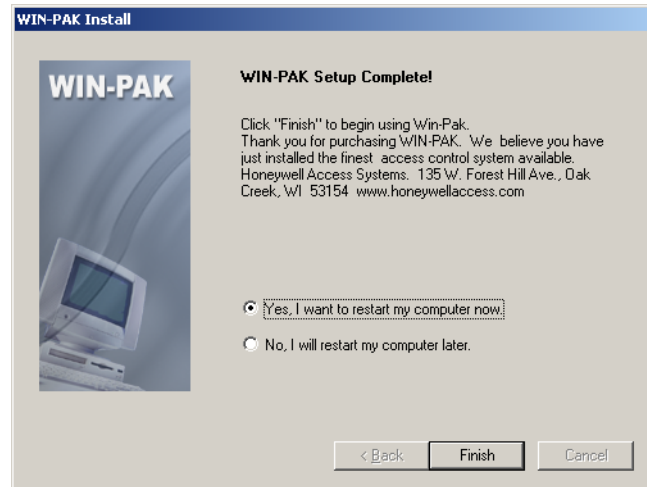 WIN-PAK Install
WIN-PAK
WIN-PAK Setup Complete!
Click "Finish" to begin using Win-Pak.
Thank you for purchasing WIN-PAK. We believe you have
just installed the finest access control system available.
Honeywell Access Systems. 135 W. Forest Hill Ave., Oak
Creek, WI 53154 www.honeywellaccess.com
Yes, I want to restart my computer now.
No, I will restart my computer later.
< Back
Finish
Cancel